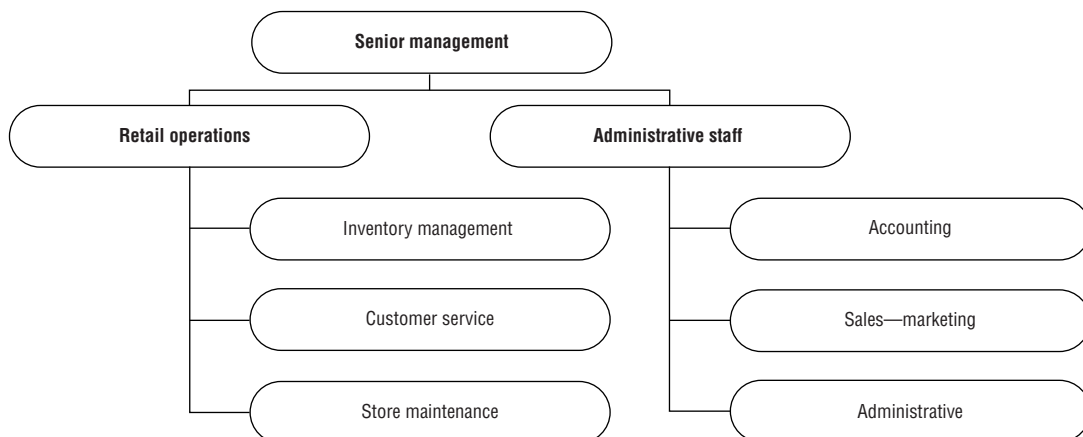 Senior management
Retail operations
Administrative staff
Inventory management
Accounting
Customer service
Sales—marketing
Store maintenance
Administrative